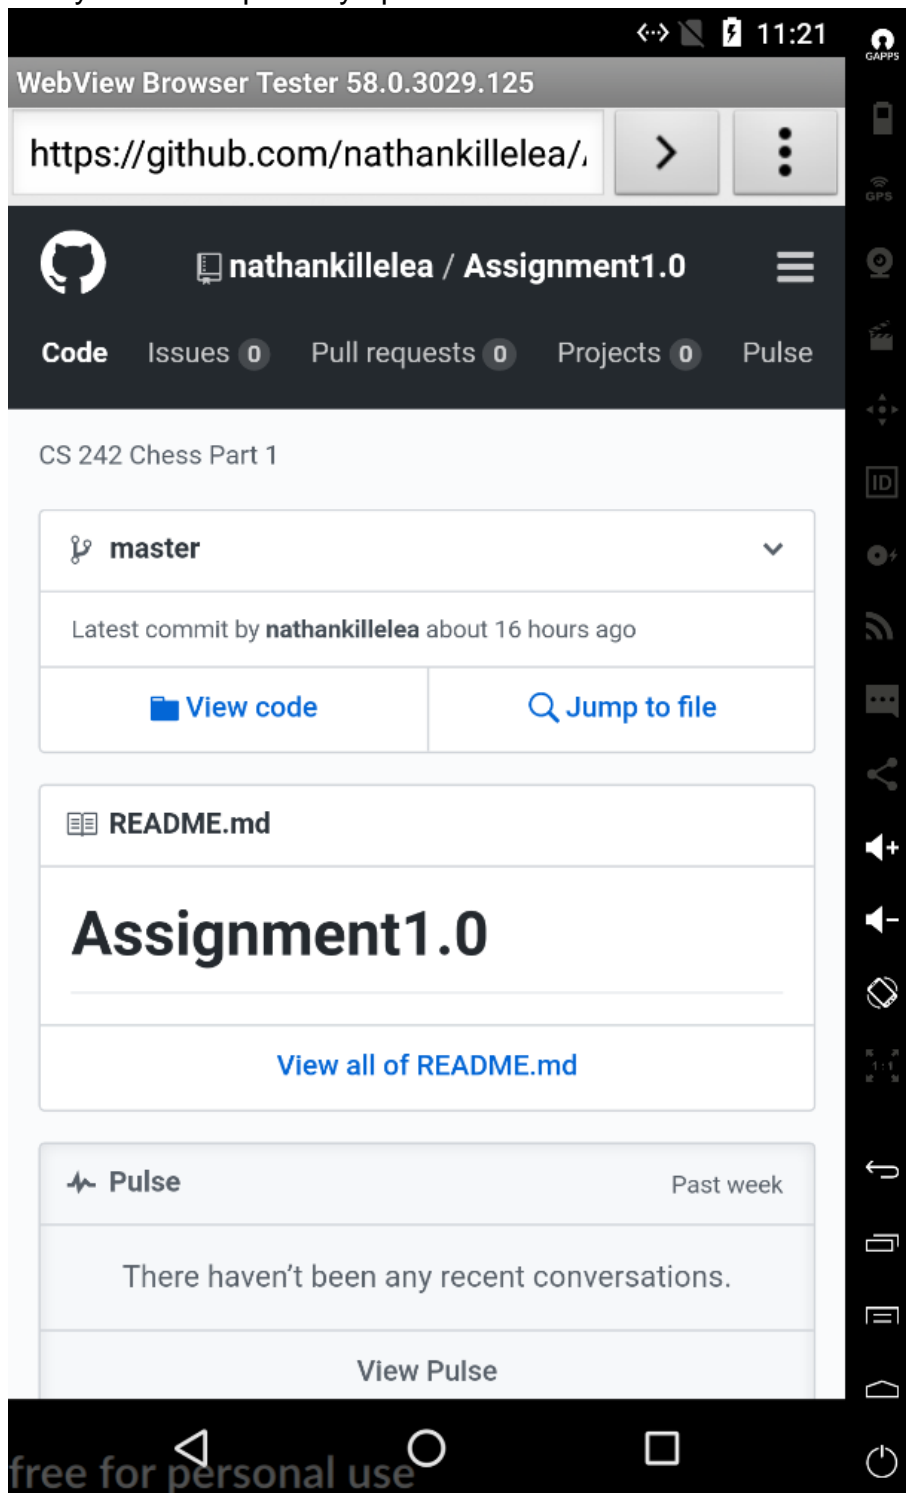 11:21
GAPPS
WebView Browser Tester 58.0.3029.125
https://github.com/nathankillelea/
GPS
nathankillelea / Assignment1.0
Code Issues 0 Pull requests 0 Projects 0 Pulse
CS 242 Chess Part 1
ID
master
Latest commit by nathankillelea about 16 hours ago
View code Jump to file
README.md
Assignment1.0
1:1
View all of README.md
Pulse Past week
There haven't been any recent conversations.
View Pulse
free for personal use